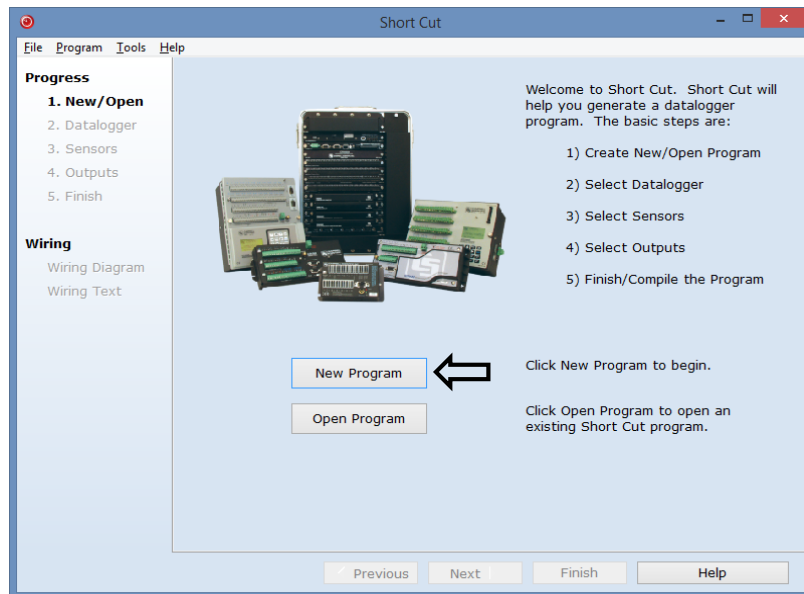 Short Cut
File Program Tools Help
Progress
1. New/Open
2. Datalogger
3. Sensors
4. Outputs
5. Finish
Wiring
Wiring Diagram
Wiring Text
Welcome to Short Cut. Short Cut will
help you generate a datalogger
program. The basic steps are:
1) Create New/Open Program
2) Select Datalogger
3) Select Sensors
4) Select Outputs
5) Finish/Compile the Program
New Program
Click New Program to begin.
Open Program
Click Open Program to open an
existing Short Cut program.
Previous Next Finish Help